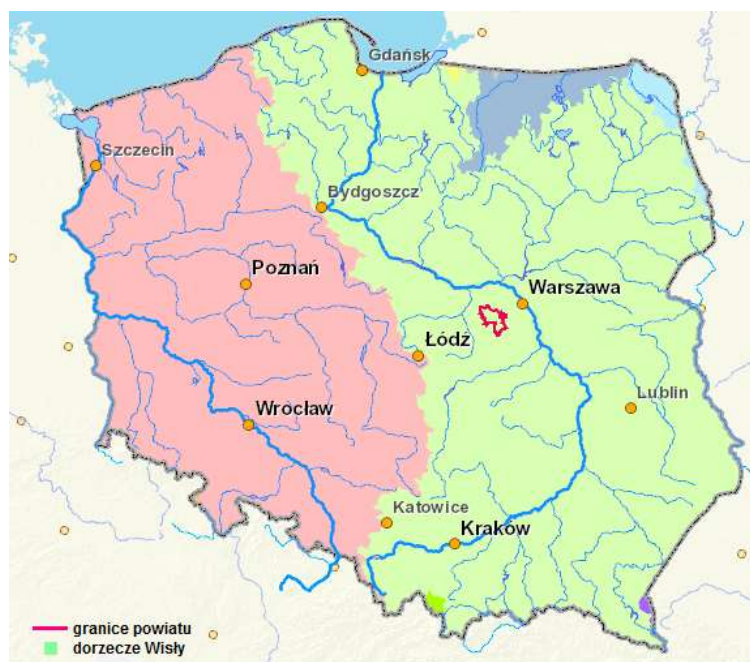 Gdańsk
Szczecin
Bydgoszcz
Poznań
Warszawa
Łódź
Lublin
Wrocław
Katowice
Kraków
granice powiatu
dorzecze Wisły